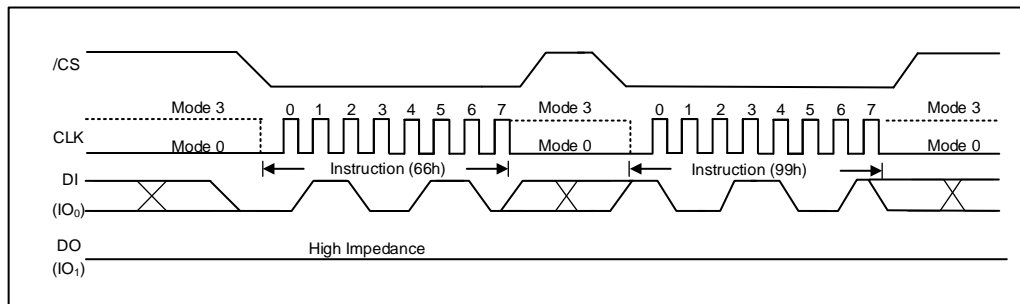 /CS
0 1 2 3 4 5 6 7 0 1 2 3 4 5 6 7
Mode 3 Mode 3 Mode 3
CLK
Mode 0 Mode 0 Mode 0
Instruction (66h) Instruction (99h)
DI
(IO₀)
DO
(IO₁)
High Impedance